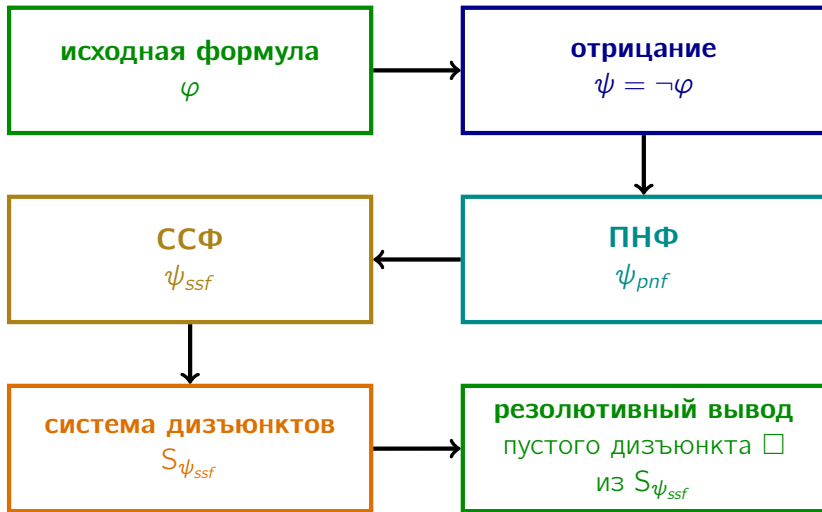 исходная формула
φ
отрицание
ψ = ¬φ
ССФ
ψ_ssf
ПНФ
ψ_pnf
система дизъюнктов
S_ψ_ssf
резолютивный вывод
пустого дизъюнкта □
из S_ψ_ssf